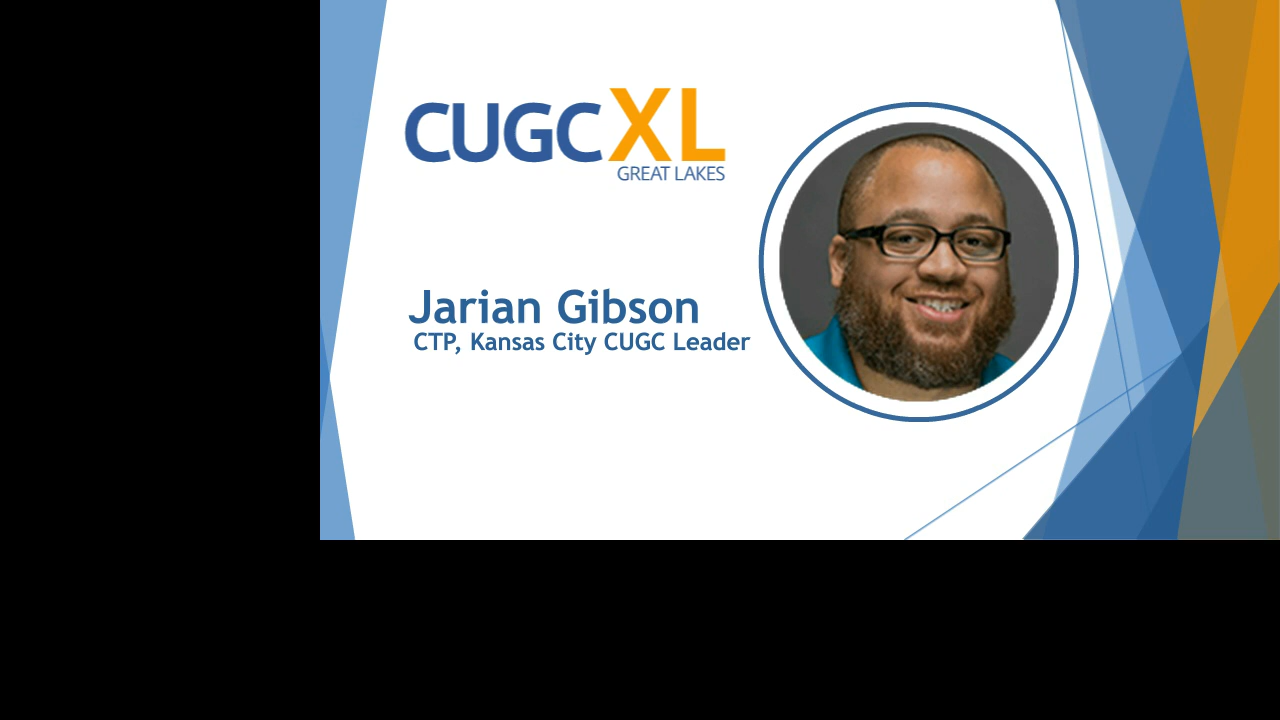 CUGC XL
GREAT LAKES
Jarian Gibson
CTP, Kansas City CUGC Leader